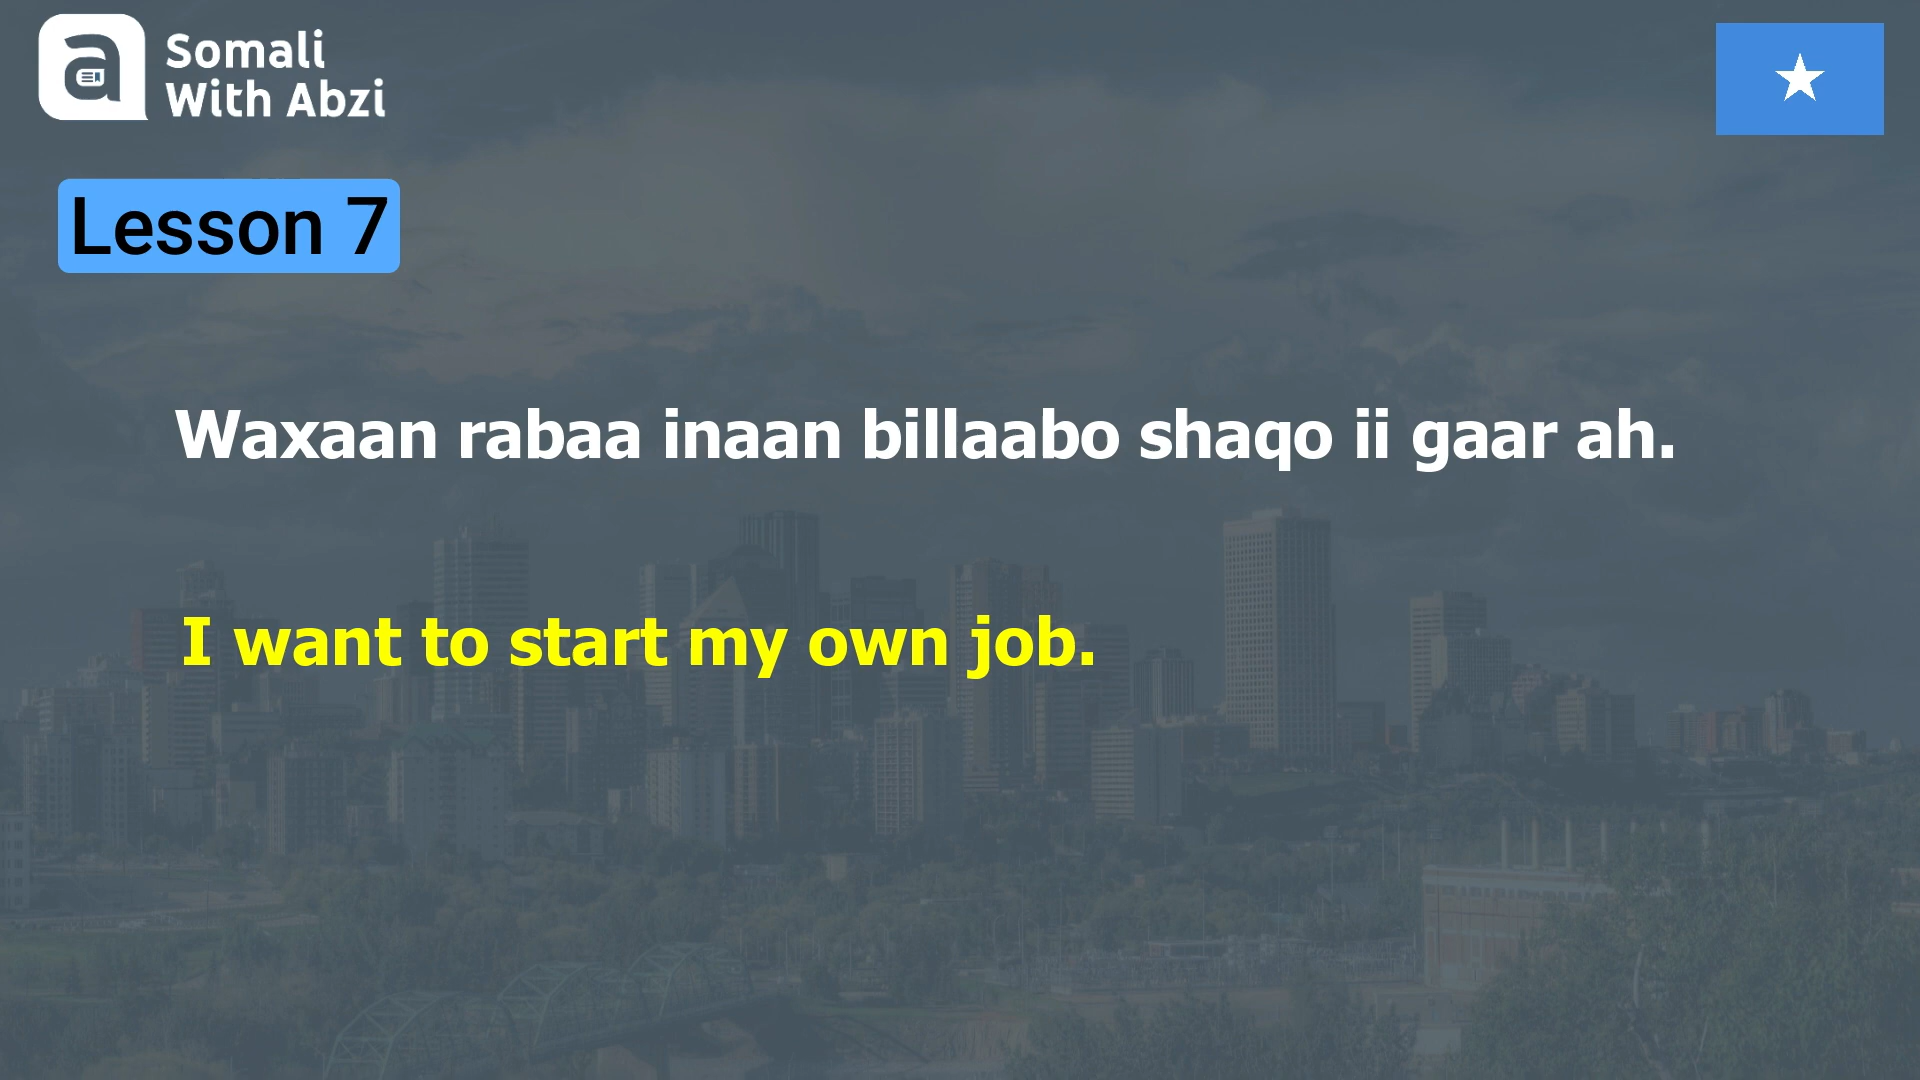 Somali
With Abzi
Lesson 7
Waxaan rabaa inaan billaabo shaqo ii gaar ah.
I want to start my own job.